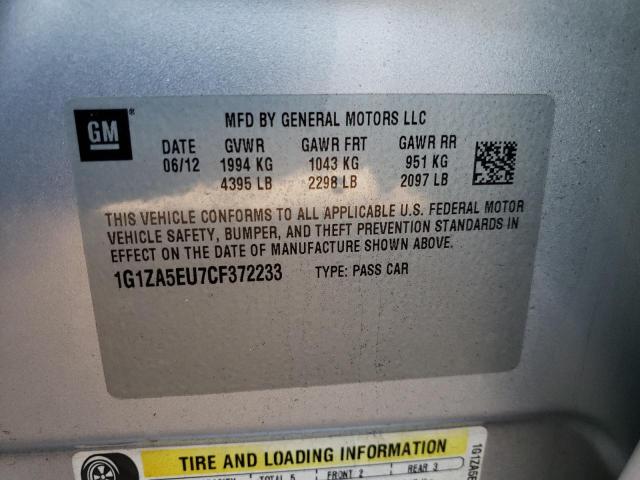 GM
MFD BY GENERAL MOTORS LLC
DATE GVWR GAWR FRT GAWR RR
06/12 1994 KG 1043 KG 951 KG
4395 LB 2298 LB 2097 LB
THIS VEHICLE CONFORMS TO ALL APPLICABLE U.S. FEDERAL MOTOR
VEHICLE SAFETY, BUMPER, AND THEFT PREVENTION STANDARDS IN
EFFECT ON THE DATE OF MANUFACTURE SHOWN ABOVE.
1G1ZA5EU7CF372233 TYPE: PASS CAR
TIRE AND LOADING INFORMATION
TOTAL 5 FRONT 2 REAR 3
1G1ZA5E